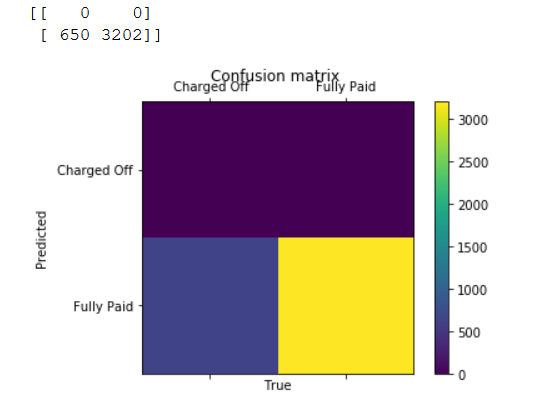 [[   0    0]
 [ 650 3202]]
Confusion matrix
Charged Off Fully Paid
3000
Charged Off
2500
2000
Predicted
1500
1000
Fully Paid
500
0
True